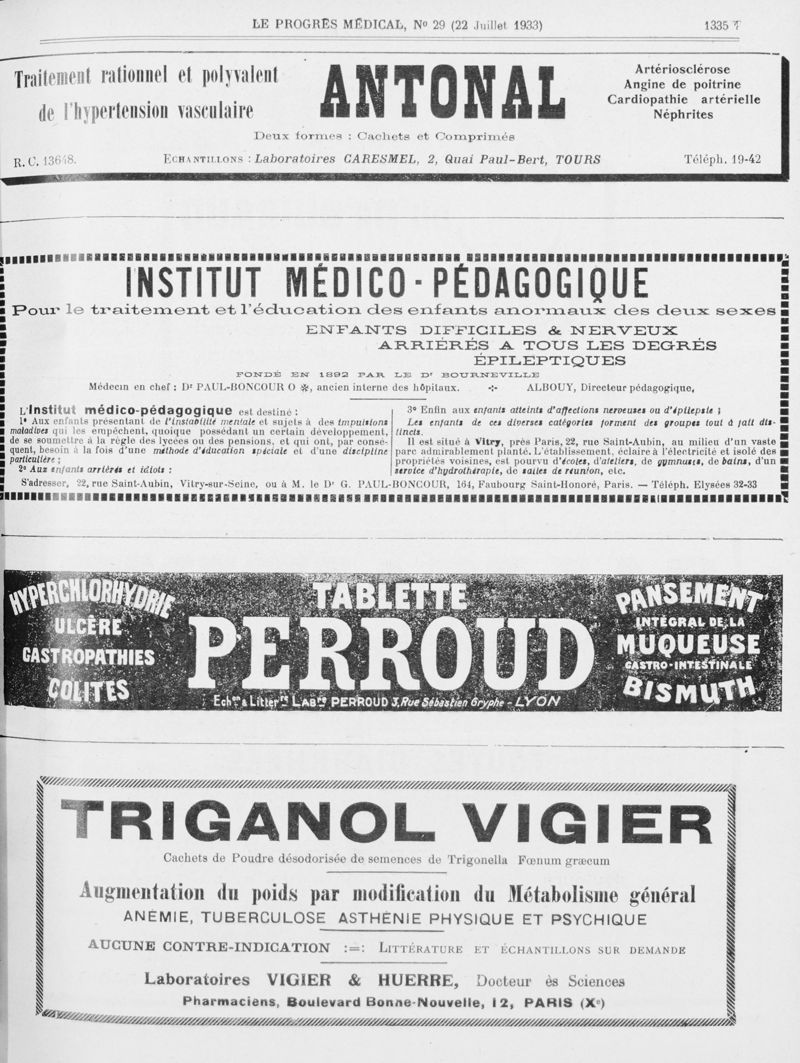 LE PROGRÈS MÉDICAL, No 29 (22 Juillet 1933)
1335 T
Traitement rationnel et polyvalent
de l'hypertension vasculaire
ANTONAL
Artériosclérose
Angine de poitrine
Cardiopathie artérielle
Néphrites
Deux formes : Cachets et Comprimés
R. C. 13648.
ECHANTILLONS : Laboratoires CARESMEL, 2, Quai Paul-Bert, TOURS
Téléph. 19-42
INSTITUT MÉDICO-PÉDAGOGIQUE
Pour le traitement et l'éducation des enfants anormaux des deux sexes
ENFANTS DIFFICILES & NERVEUX
ARRIÉRÉS A TOUS LES DEGRÉS
ÉPILEPTIQUES
FONDÉ EN 1892 PAR LE Dr BOURNEVILLE
Médecin en chef : Dr PAUL-BONCOUR O ✻, ancien interne des hôpitaux. ⁘ ALBOUY, Directeur pédagogique,
L'Institut médico-pédagogique est destiné :
1º Aux enfants présentant de l'instabilité mentale et sujets à des impulsions
maladives qui les empêchent, quoique possédant un certain développement,
de se soumettre à la règle des lycées ou des pensions, et qui ont, par consé-
quent, besoin à la fois d'une méthode d'éducation spéciale et d'une discipline
particulière ;
2º Aux enfants arriérés et idiots :
3º Enfin aux enfants atteints d'affections nerveuses ou d'épilepsie ;
Les enfants de ces diverses catégories forment des groupes tout à fait dis-
tincts.
Il est situé à Vitry, près Paris, 22, rue Saint-Aubin, au milieu d'un vaste
parc admirablement planté. L'établissement, éclaire à l'électricité et isolé des
propriétés voisines, est pourvu d'écoles, d'ateliers, de gymnases, de bains, d'un
service d'hydrothérapie, de salles de réunion, etc.
S'adresser, 22, rue Saint-Aubin, Vitry-sur-Seine, ou à M. le Dr G. PAUL-BONCOUR, 164, Faubourg Saint-Honoré, Paris. — Téléph. Elysées 32-33
HYPERCHLORHYDRIE
ULCÈRE
GASTROPATHIES
COLITES
TABLETTE
PERROUD
Echons & Littérre LABre PERROUD 3, Rue Sébastien Gryphe - LYON
PANSEMENT
INTÉGRAL DE LA
MUQUEUSE
GASTRO-INTESTINALE
BISMUTH
TRIGANOL VIGIER
Cachets de Poudre désodorisée de semences de Trigonella Fœnum græcum
Augmentation du poids par modification du Métabolisme général
ANÉMIE, TUBERCULOSE ASTHÉNIE PHYSIQUE ET PSYCHIQUE
AUCUNE CONTRE-INDICATION :=: LITTÉRATURE ET ÉCHANTILLONS SUR DEMANDE
Laboratoires VIGIER & HUERRE, Docteur ès Sciences
Pharmaciens, Boulevard Bonne-Nouvelle, 12, PARIS (Xe)